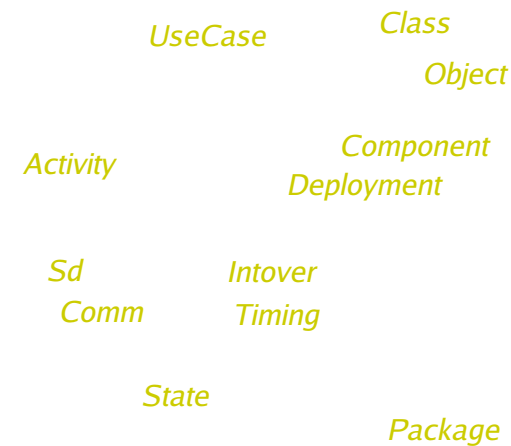 Class
UseCase
Object
Component
Activity
Deployment
Sd
Intover
Comm
Timing
State
Package